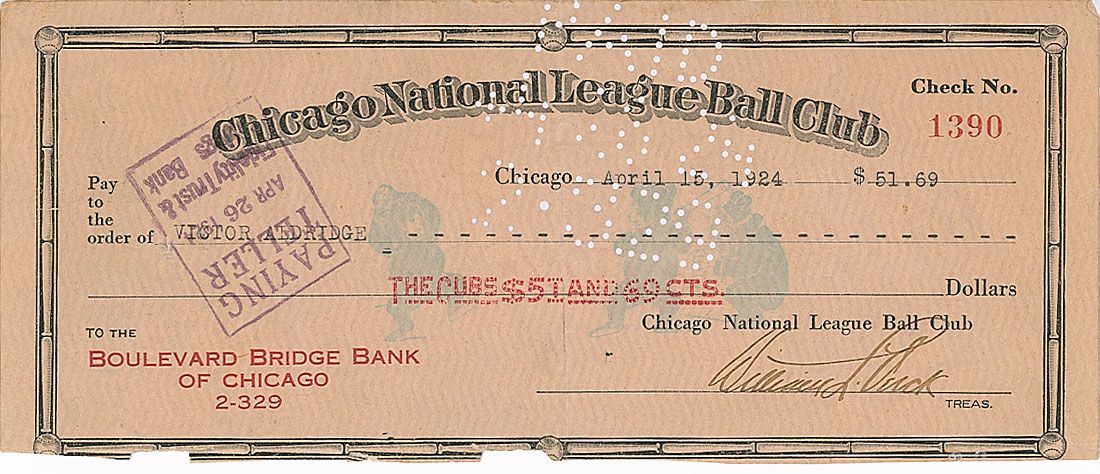 Chicago National League Ball Club
Check No.
1390
Chicago April 15, 1924 $ 51.69
Pay
to
the
order of VICTOR ALDRIDGE
THE CUBS $51 AND 69 CTS. Dollars
Chicago National League Ball Club
TO THE
BOULEVARD BRIDGE BANK
OF CHICAGO
2-329
William L. Veeck
TREAS.
PAYING
TELLER
APR 26
Fidelity Trust &
Bank